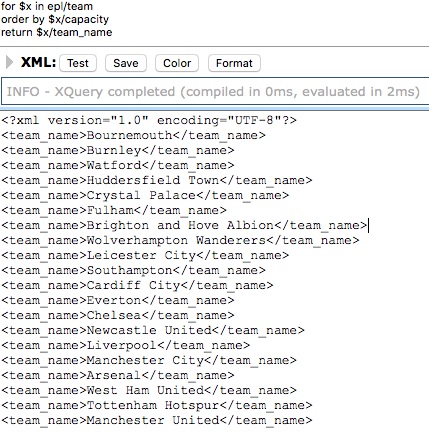 for $x in epl/team
order by $x/capacity
return $x/team_name
XML: Test Save Color Format
INFO - XQuery completed (compiled in 0ms, evaluated in 2ms)
<?xml version="1.0" encoding="UTF-8"?>
<team_name>Bournemouth</team_name>
<team_name>Burnley</team_name>
<team_name>Watford</team_name>
<team_name>Huddersfield Town</team_name>
<team_name>Crystal Palace</team_name>
<team_name>Fulham</team_name>
<team_name>Brighton and Hove Albion</team_name>
<team_name>Wolverhampton Wanderers</team_name>
<team_name>Leicester City</team_name>
<team_name>Southampton</team_name>
<team_name>Cardiff City</team_name>
<team_name>Everton</team_name>
<team_name>Chelsea</team_name>
<team_name>Newcastle United</team_name>
<team_name>Liverpool</team_name>
<team_name>Manchester City</team_name>
<team_name>Arsenal</team_name>
<team_name>West Ham United</team_name>
<team_name>Tottenham Hotspur</team_name>
<team_name>Manchester United</team_name>